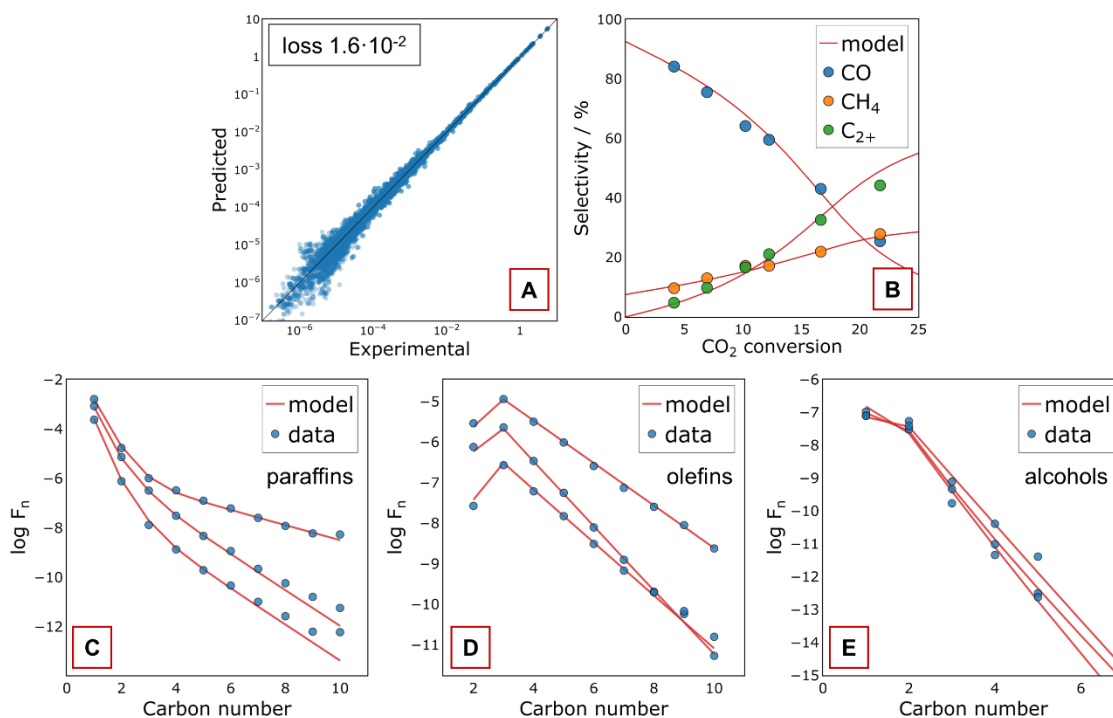 loss 1.6·10⁻²
10
1
10⁻¹
10⁻²
10⁻³
10⁻⁴
10⁻⁵
10⁻⁶
10⁻⁷
Predicted
10⁻⁶
10⁻⁴
10⁻²
1
Experimental
A
100
80
60
40
20
0
Selectivity / %
model
CO
CH₄
C₂₊
0
5
10
15
20
25
CO₂ conversion
B
−2
−4
−6
−8
−10
−12
log Fₙ
model
data
paraffins
C
0
2
4
6
8
10
Carbon number
−5
−6
−7
−8
−9
−10
−11
log Fₙ
model
data
olefins
D
2
4
6
8
10
Carbon number
−6
−7
−8
−9
−10
−11
−12
−13
−14
−15
log Fₙ
model
data
alcohols
E
0
2
4
6
Carbon number